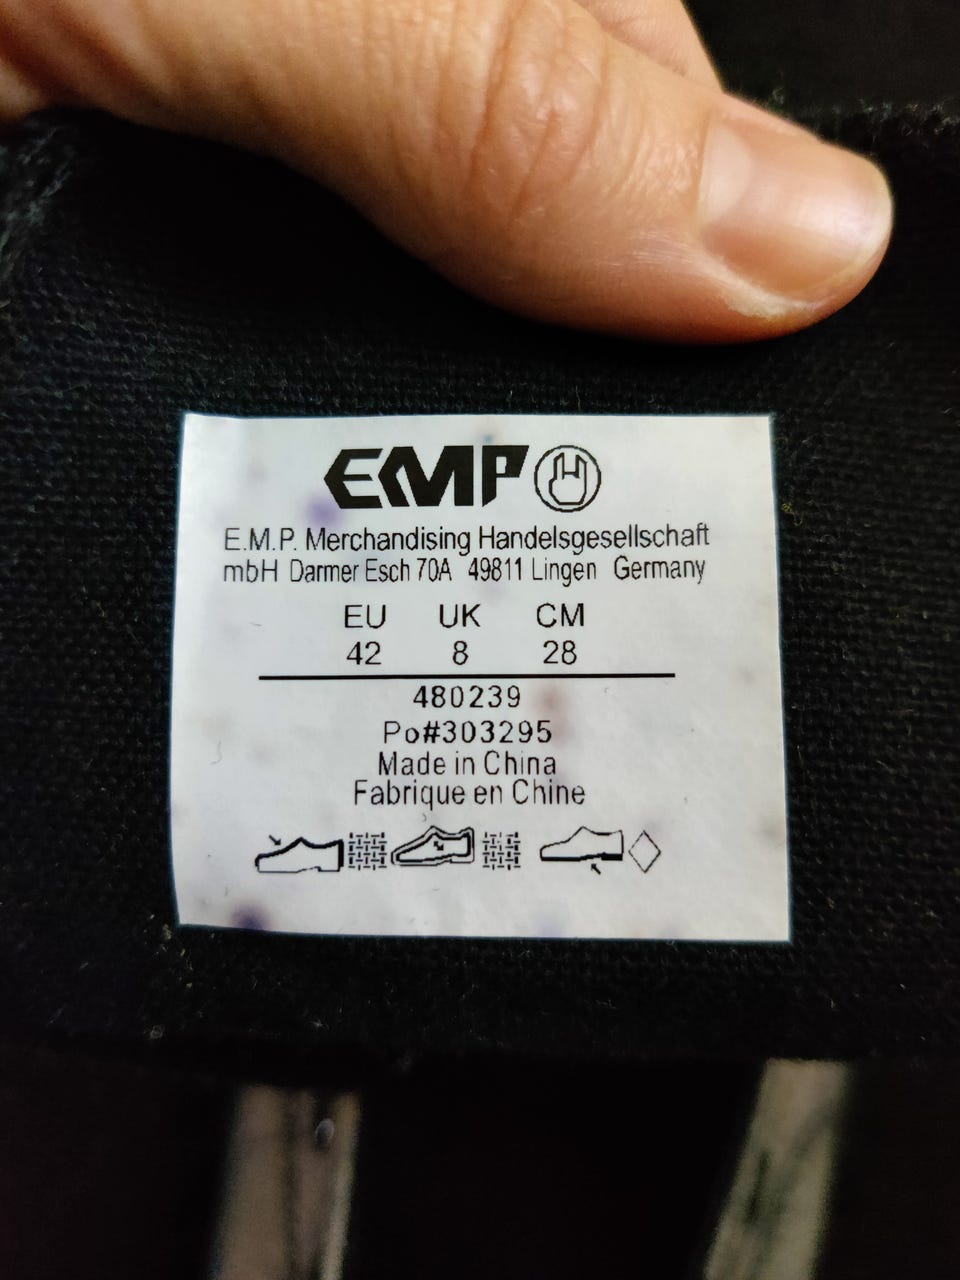 EMP
E.M.P. Merchandising Handelsgesellschaft
mbH Darmer Esch 70A 49811 Lingen Germany
EU UK CM
42 8 28
480239
Po#303295
Made in China
Fabrique en Chine